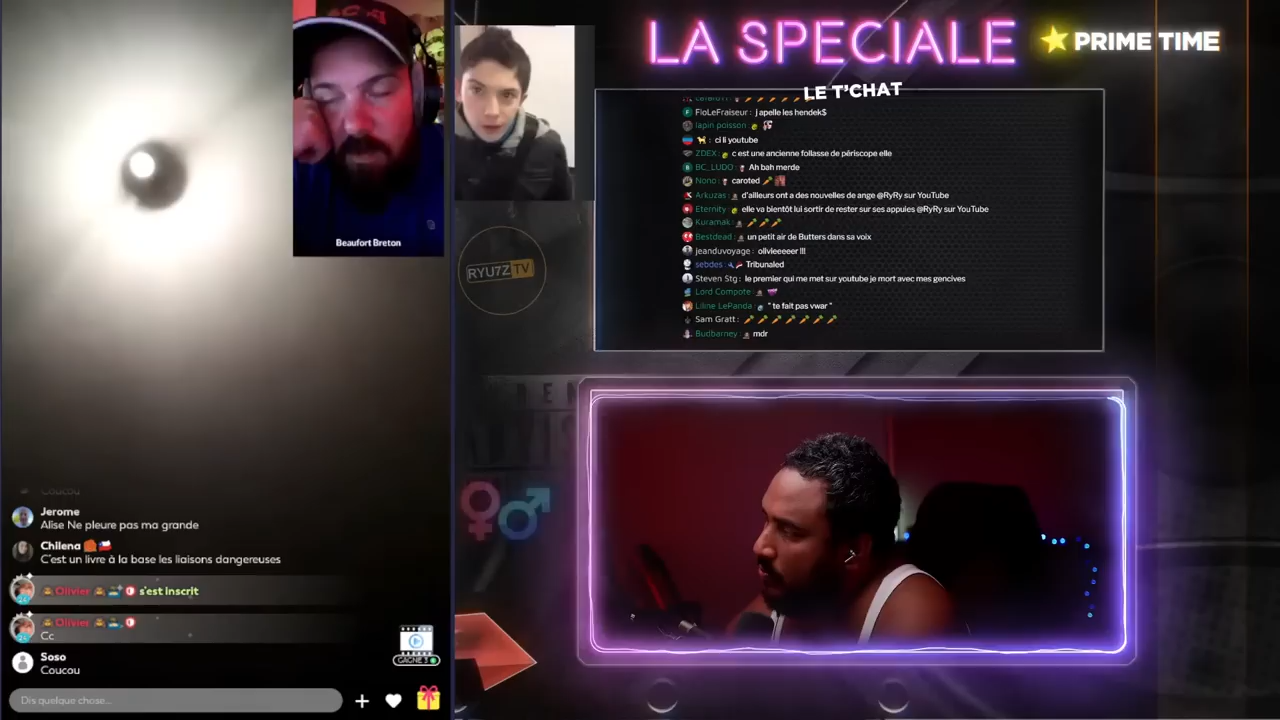 Beaufort Breton
Coucou
Jerome
Alise Ne pleure pas ma grande
Chilena
C'est un livre à la base les liaisons dangereuses
Olivier s'est inscrit
Olivier
Cc
Soso
Coucou
GAGNE 3
Dis quelque chose...
LA SPECIALE
PRIME TIME
LE T'CHAT
FloLeFraiseur : j apelle les hendek$
lapin poisson :
: ci li youtube
ZDEX : c est une ancienne follasse de périscope elle
BC_LUDO : Ah bah merde
Nono : caroted
Arkuzas : d'ailleurs ont a des nouvelles de ange @RyRy sur YouTube
Eternity : elle va bientôt lui sortir de rester sur ses appuies @RyRy sur YouTube
Kuramak :
Bestdead : un petit air de Butters dans sa voix
jeanduvoyage : olivieeeeer !!!
sebdes : Tribunaled
Steven Stg : le premier qui me met sur youtube je mort avec mes gencives
Lord Compote :
Liline LePanda : " te fait pas vwar "
Sam Gratt :
Budbarney : mdr
RYU7Z TV